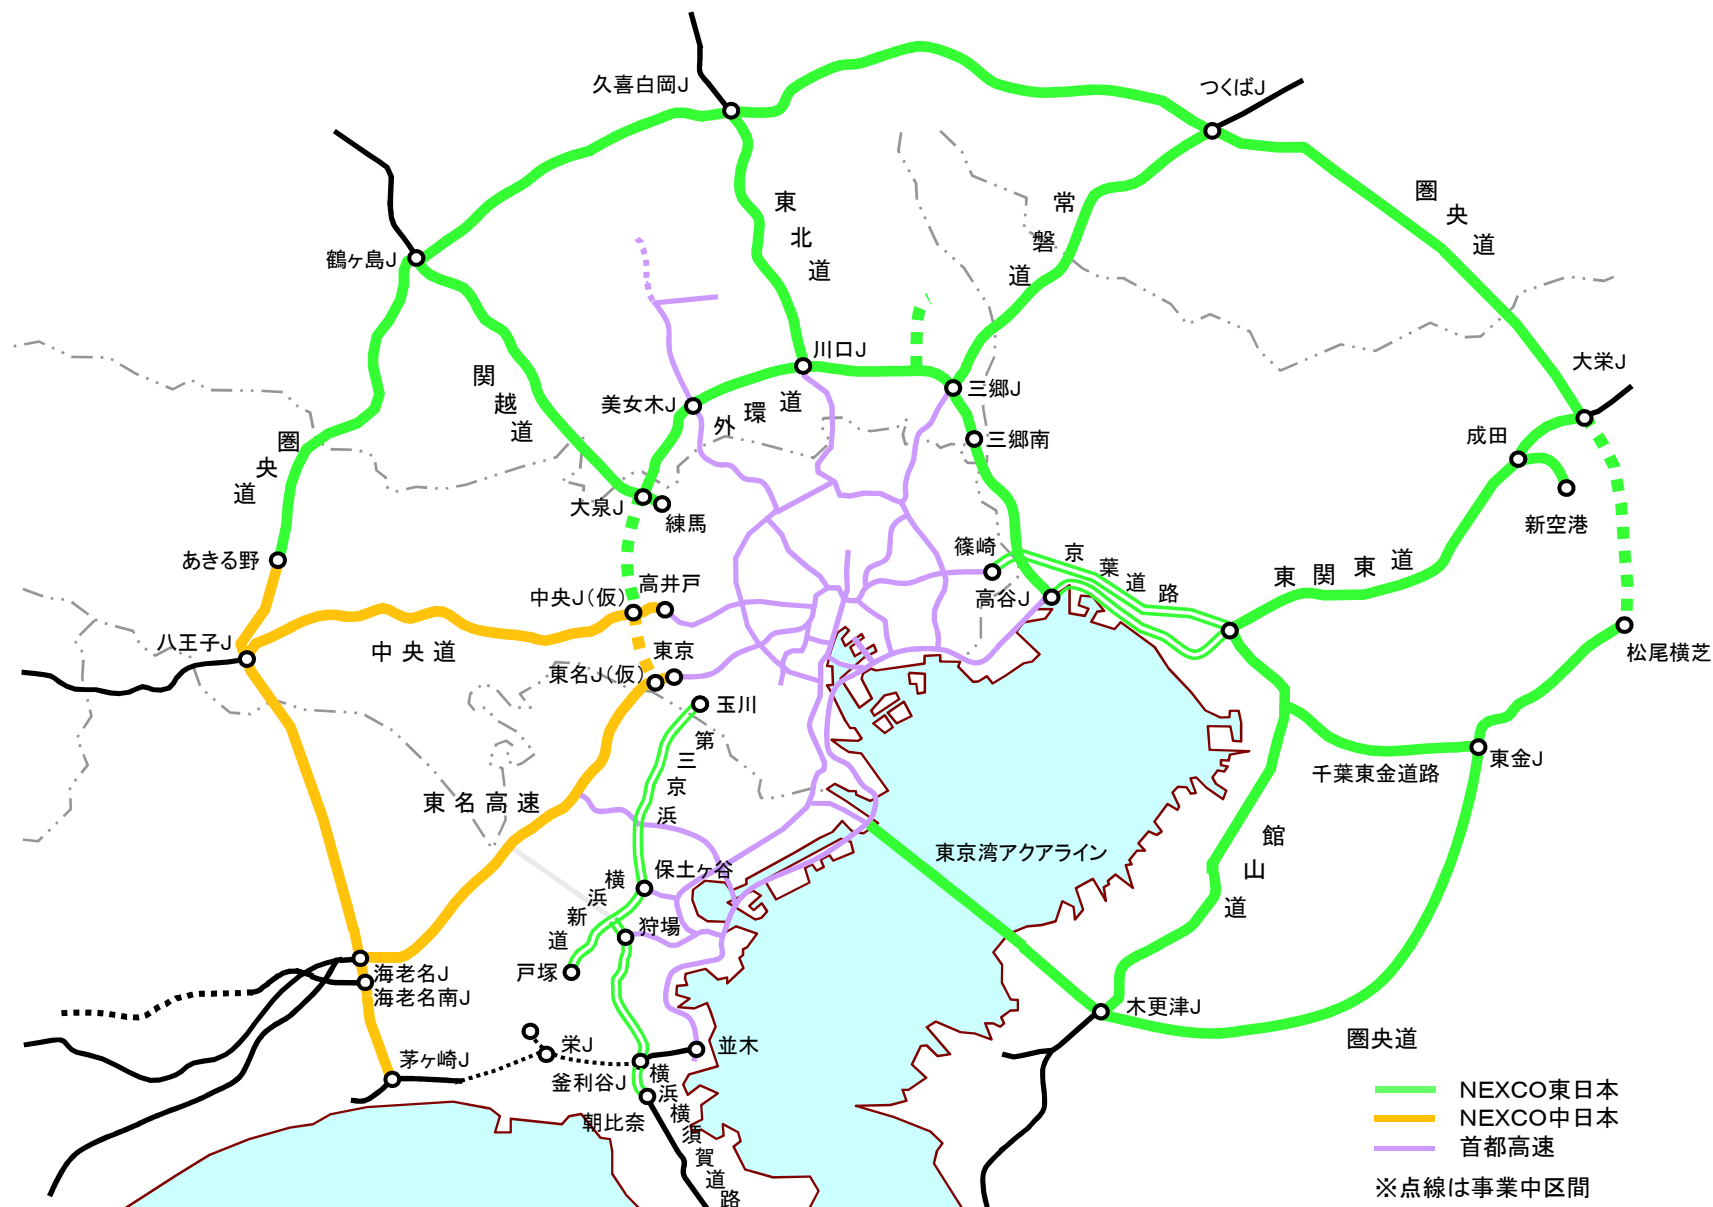 久喜白岡J
つくばJ
圏央道
東北道
常磐道
鶴ヶ島J
川口J
大栄J
三郷J
関越道
美女木J
外環道
成田
三郷南
圏央道
大泉J
練馬
新空港
篠崎
京葉道路
東関東道
あきる野
高谷J
中央J(仮)
高井戸
八王子J
中央道
東京
東名J(仮)
松尾横芝
玉川
第三京浜
東金J
千葉東金道路
東名高速
東京湾アクアライン
館山道
保土ヶ谷
横浜新道
狩場
戸塚
海老名J
海老名南J
木更津J
圏央道
栄J
並木
茅ヶ崎J
釜利谷J
朝比奈
横浜横須賀道路
NEXCO東日本
NEXCO中日本
首都高速
※点線は事業中区間